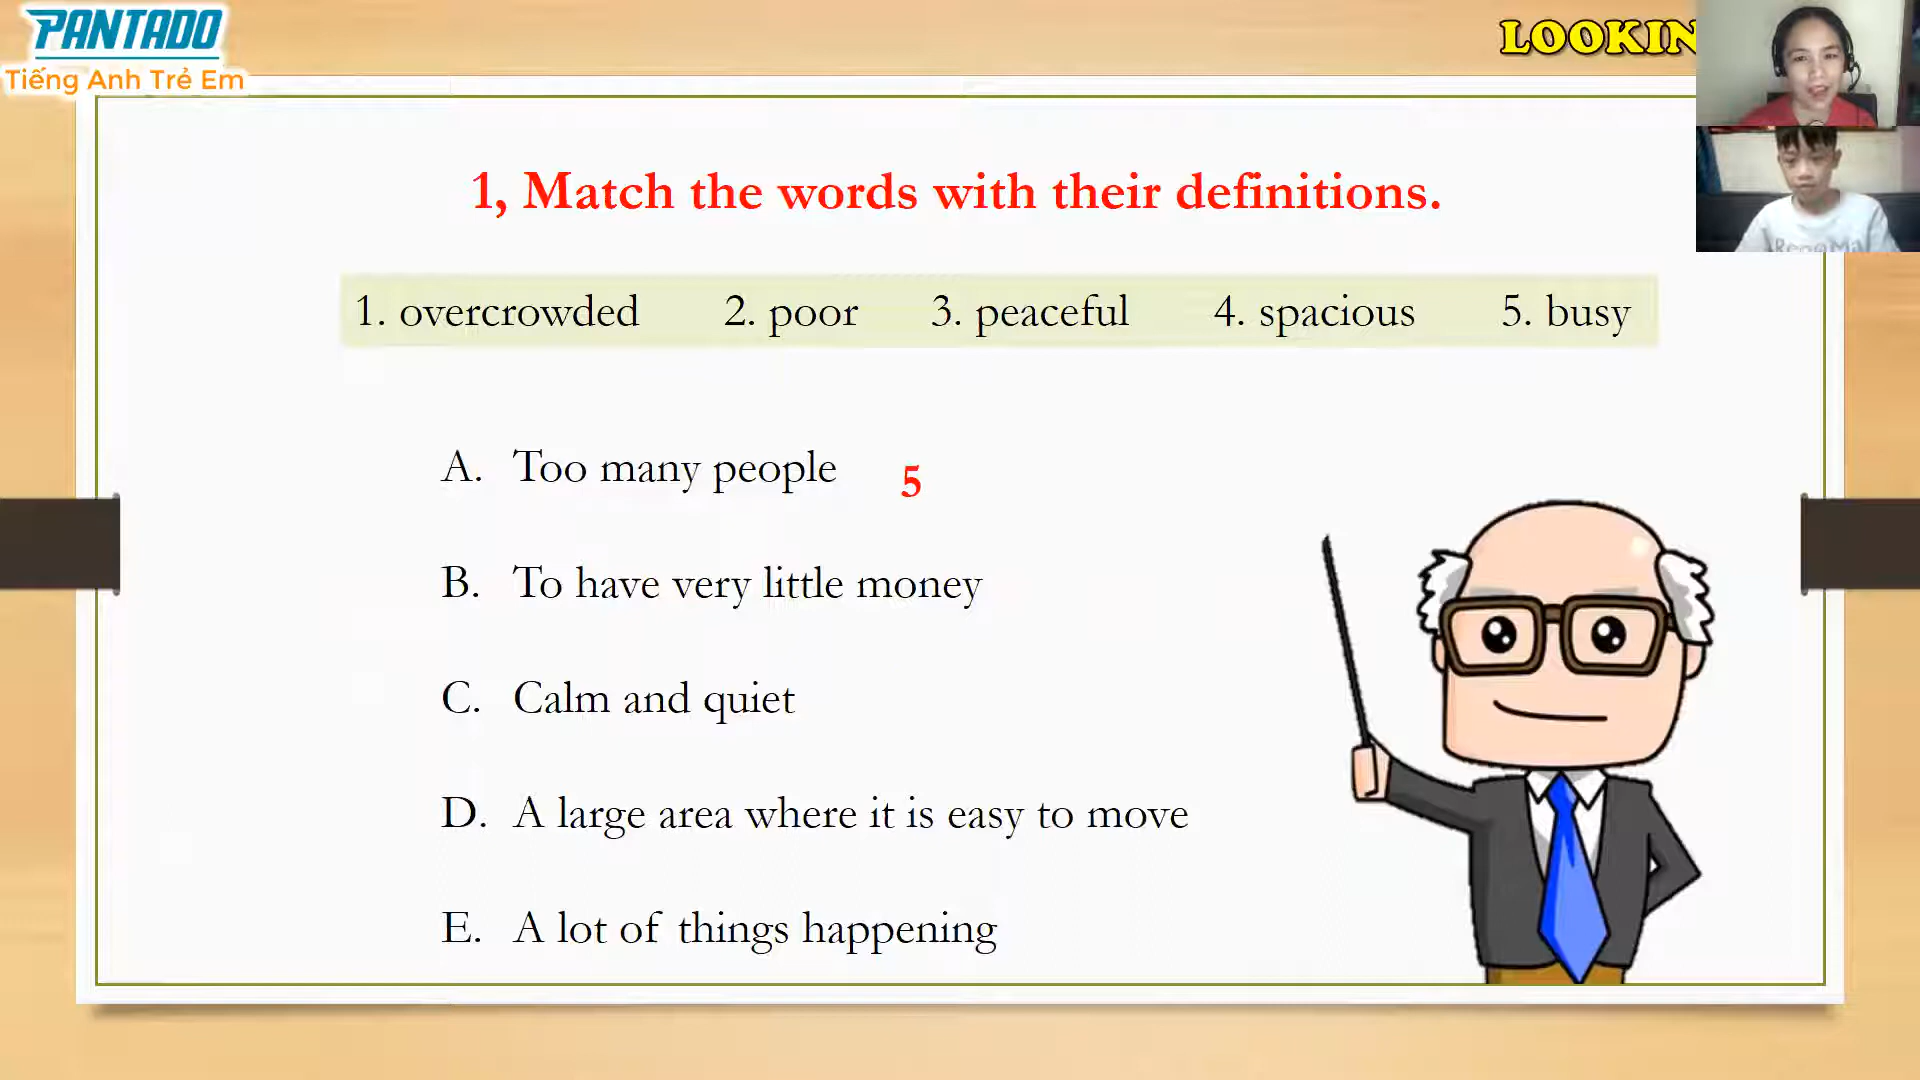 PANTADO
Tiếng Anh Trẻ Em
LOOKIN
1, Match the words with their definitions.
1. overcrowded 2. poor 3. peaceful 4. spacious 5. busy
A. Too many people 5
B. To have very little money
C. Calm and quiet
D. A large area where it is easy to move
E. A lot of things happening